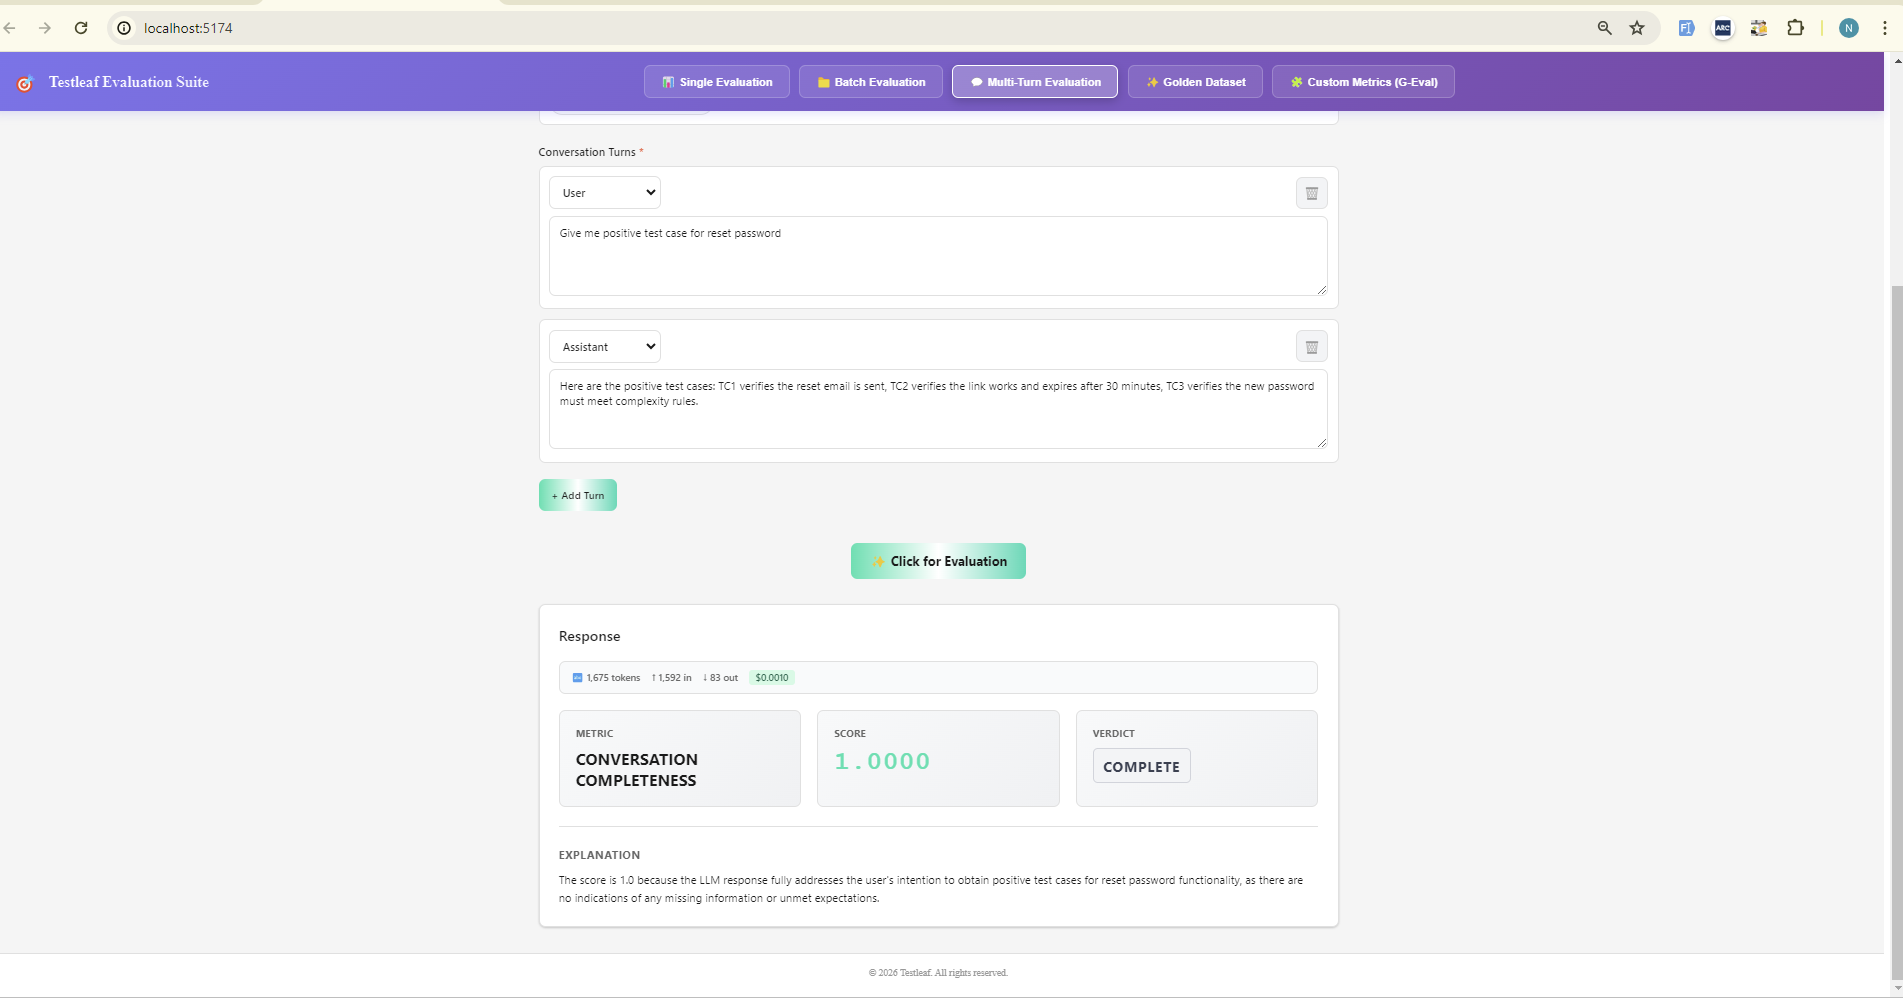 localhost:5174
N
Testleaf Evaluation Suite
Single Evaluation
Batch Evaluation
Multi-Turn Evaluation
Golden Dataset
Custom Metrics (G-Eval)
Conversation Turns *
User
Give me positive test case for reset password
Assistant
Here are the positive test cases: TC1 verifies the reset email is sent, TC2 verifies the link works and expires after 30 minutes, TC3 verifies the new password
must meet complexity rules.
+ Add Turn
Click for Evaluation
Response
1,675 tokens ↑ 1,592 in ↓ 83 out $0.0010
METRIC
CONVERSATION
COMPLETENESS
SCORE
1.0000
VERDICT
COMPLETE
EXPLANATION
The score is 1.0 because the LLM response fully addresses the user's intention to obtain positive test cases for reset password functionality, as there are
no indications of any missing information or unmet expectations.
© 2026 Testleaf. All rights reserved.